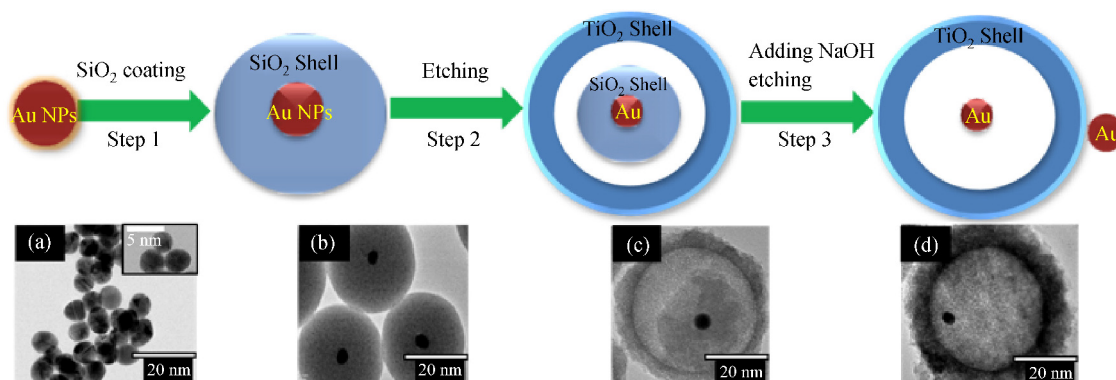 SiO₂ coating
Step 1
Au NPs
SiO₂ Shell
Au NPs
Etching
Step 2
TiO₂ Shell
SiO₂ Shell
Au
Adding NaOH
etching
Step 3
TiO₂ Shell
Au
Au
(a)
5 nm
20 nm
(b)
20 nm
(c)
20 nm
(d)
20 nm